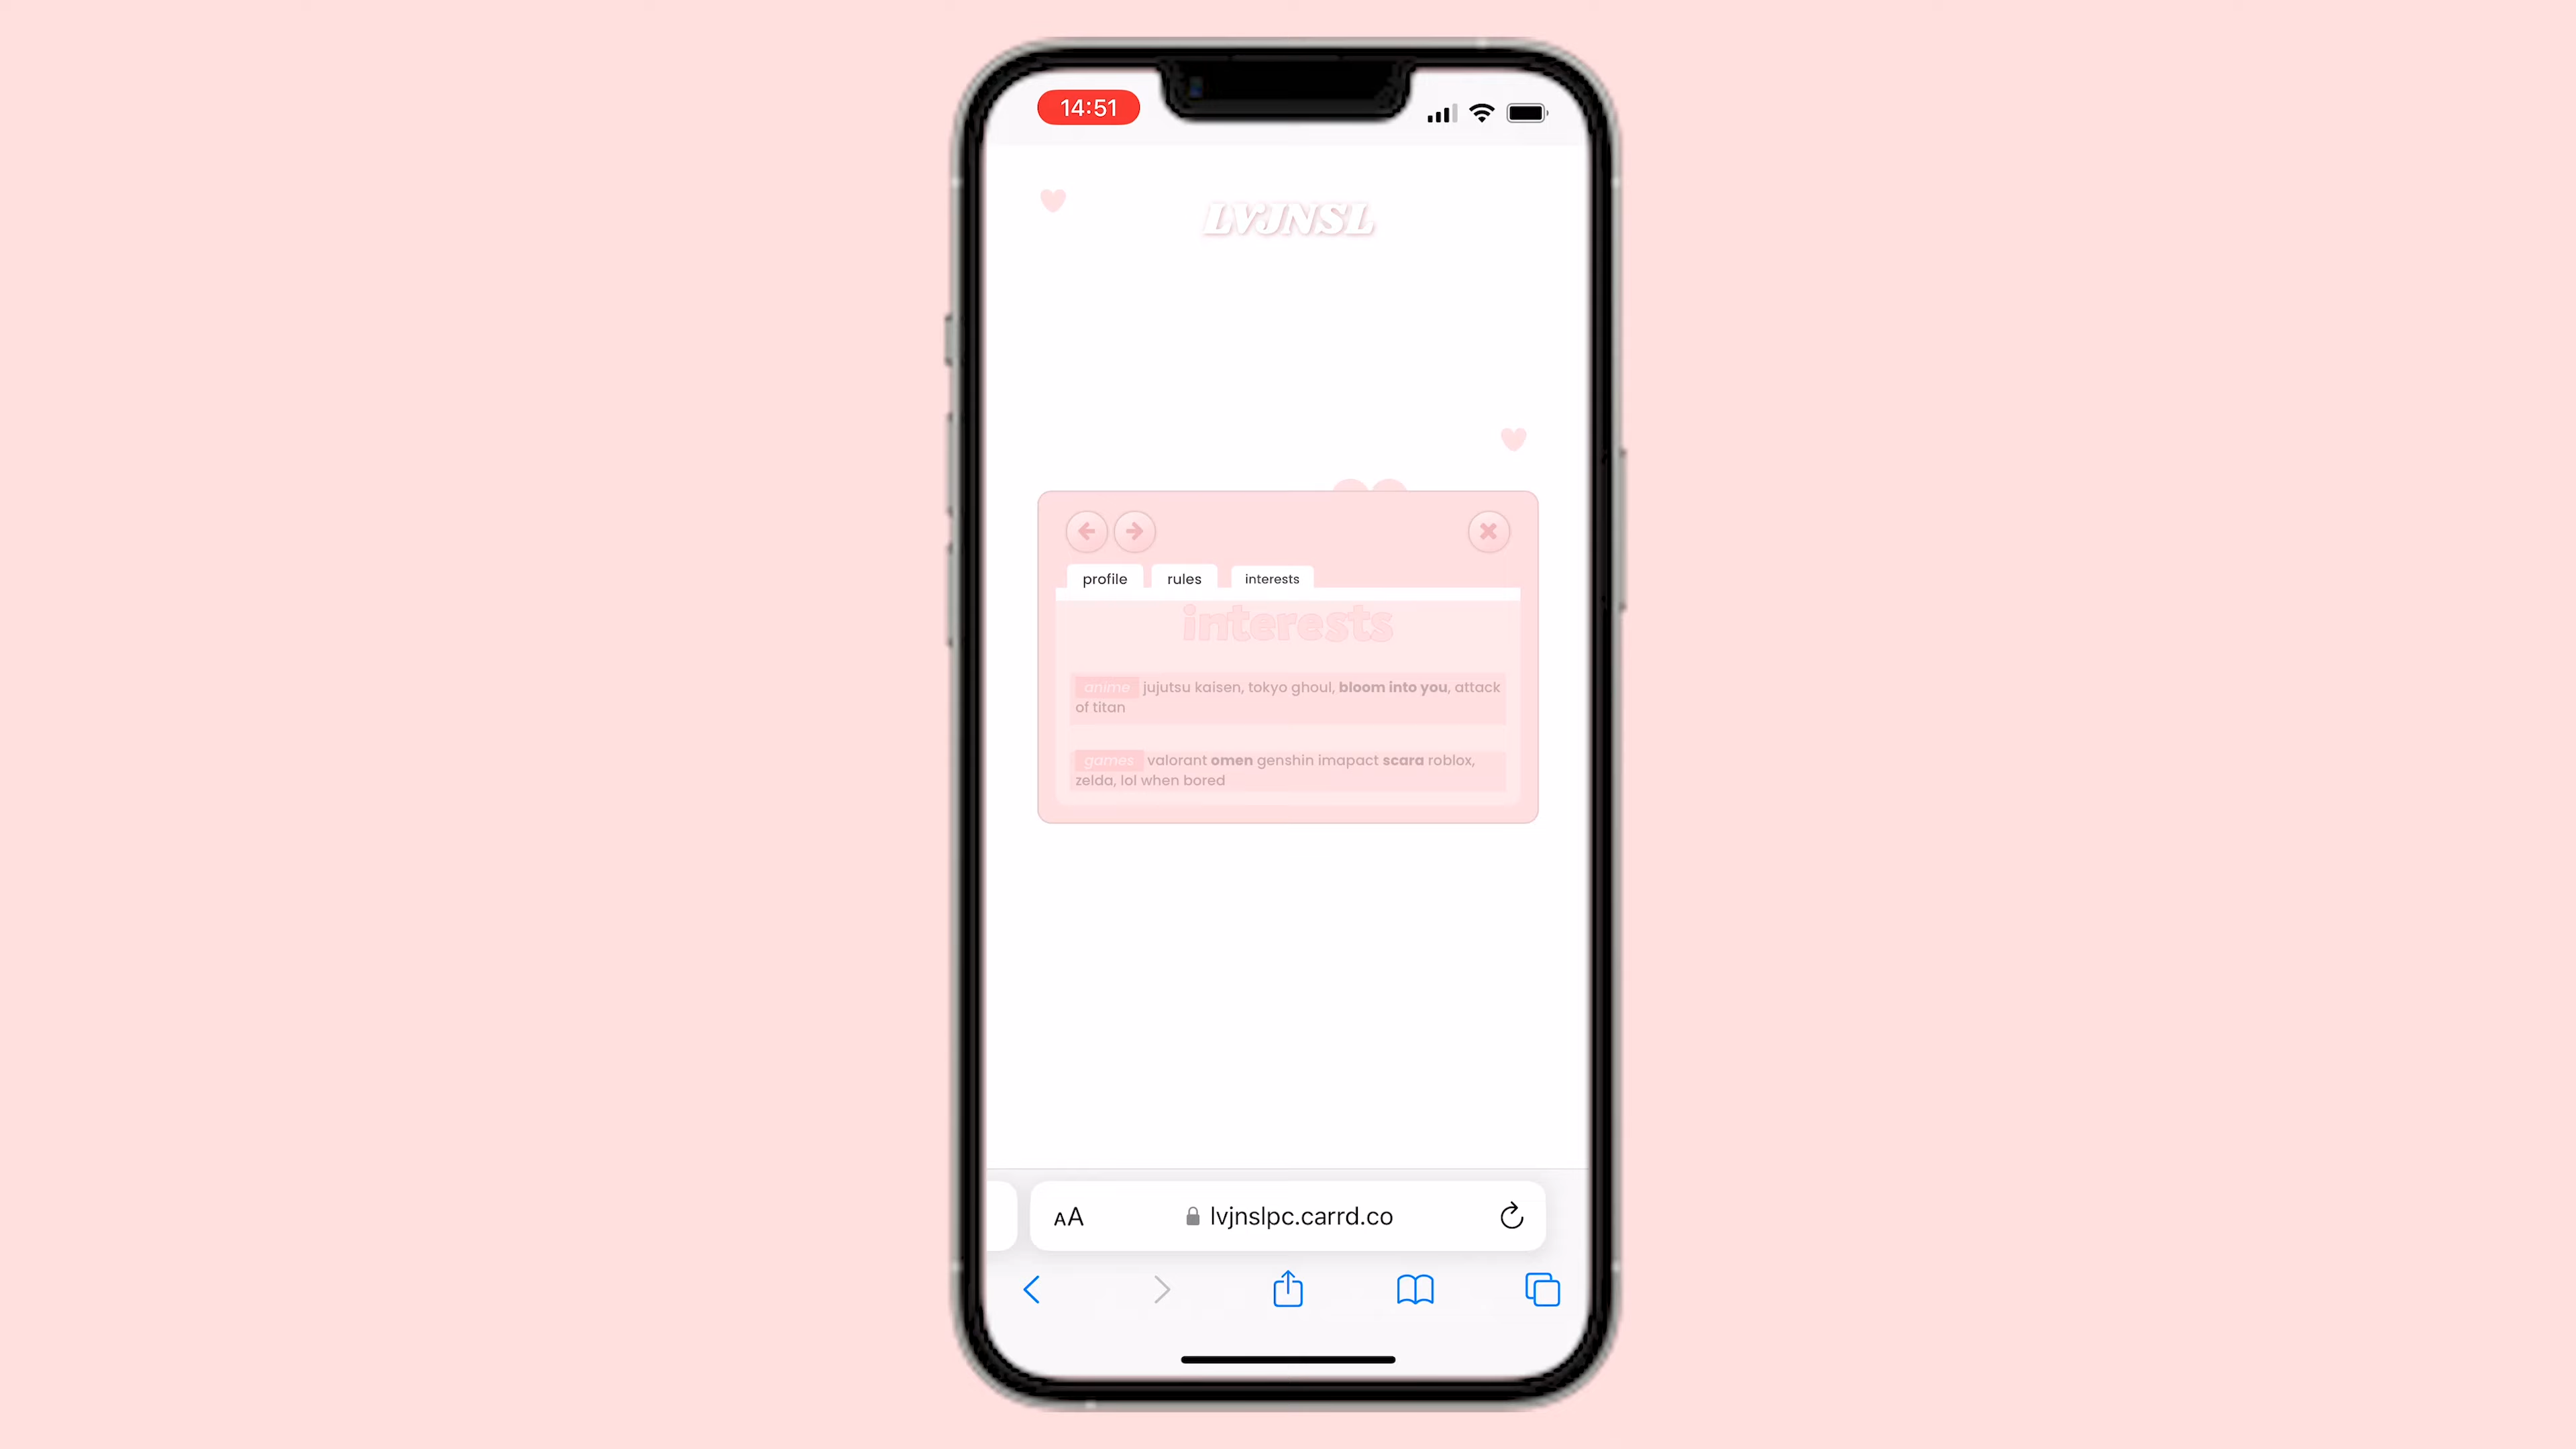 14:51
LVJNSL
profile rules interests
interests
anime jujutsu kaisen, tokyo ghoul, bloom into you, attack
of titan
games valorant omen genshin imapact scara roblox,
zelda, lol when bored
AA lvjnslpc.carrd.co